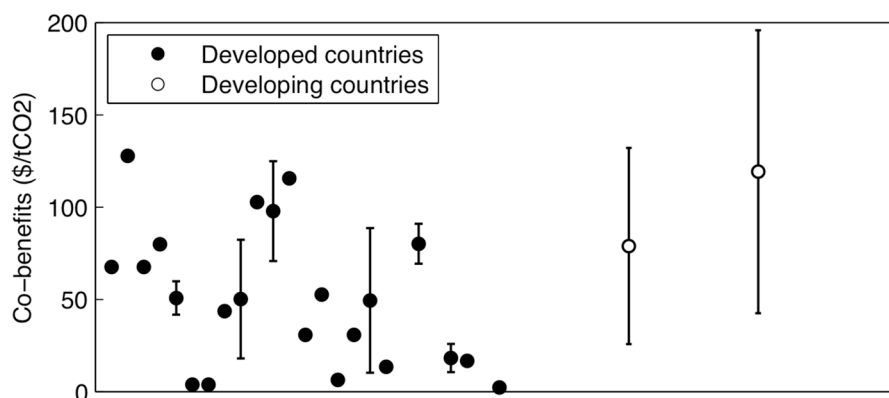 200
Developed countries
Developing countries
150
100
50
0
Co−benefits ($/tCO2)